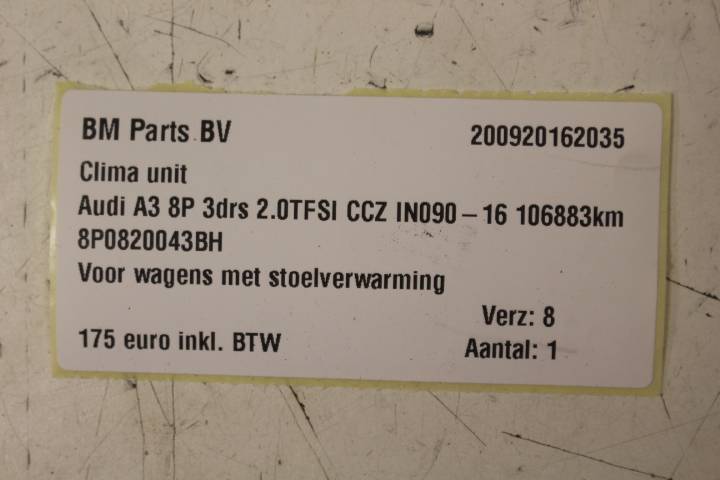 BM Parts BV 200920162035
Clima unit
Audi A3 8P 3drs 2.0TFSI CCZ IN090-16 106883km
8P0820043BH
Voor wagens met stoelverwarming
Verz: 8
175 euro inkl. BTW Aantal: 1